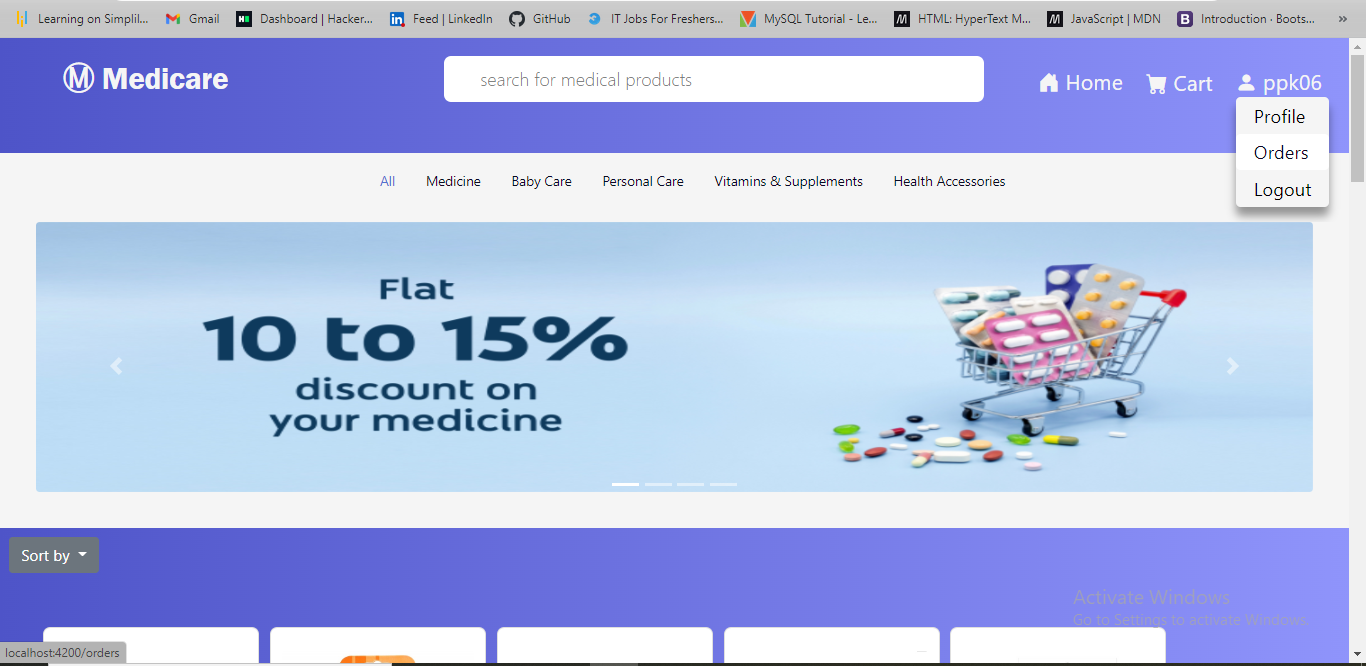 Learning on Simplil... Gmail Dashboard | Hacker... Feed | LinkedIn GitHub IT Jobs For Freshers... MySQL Tutorial - Le... HTML: HyperText M... JavaScript | MDN Introduction · Boots... »
M Medicare
search for medical products
Home Cart ppk06
Profile
Orders
Logout
All Medicine Baby Care Personal Care Vitamins & Supplements Health Accessories
Flat
10 to 15%
discount on
your medicine
Sort by
Activate Windows
Go to Settings to activate Windows.
localhost:4200/orders